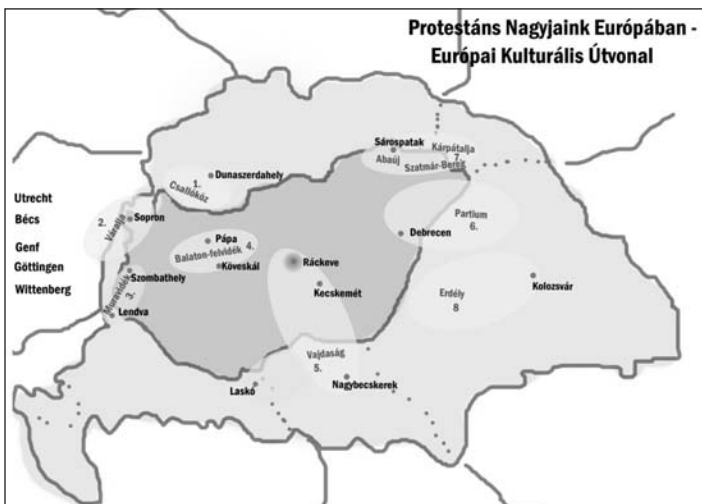 Protestáns Nagyjaink Európában -
Európai Kulturális Útvonal
Sárospatak
Kárpátalja
7.
Abaúj
Szatmár-Bereg
Dunaszerdahely
1.
Csallóköz
Utrecht
Bécs
Genf
Göttingen
Wittenberg
2.
Váralja
Sopron
Pápa
Balaton-felvidék 4.
Köveskál
Szombathely
Muravidék
3.
Lendva
Ráckeve
Kecskemét
Debrecen
Partium
6.
Erdély
8
Kolozsvár
Vajdaság
5.
Laskó
Nagybecskerek